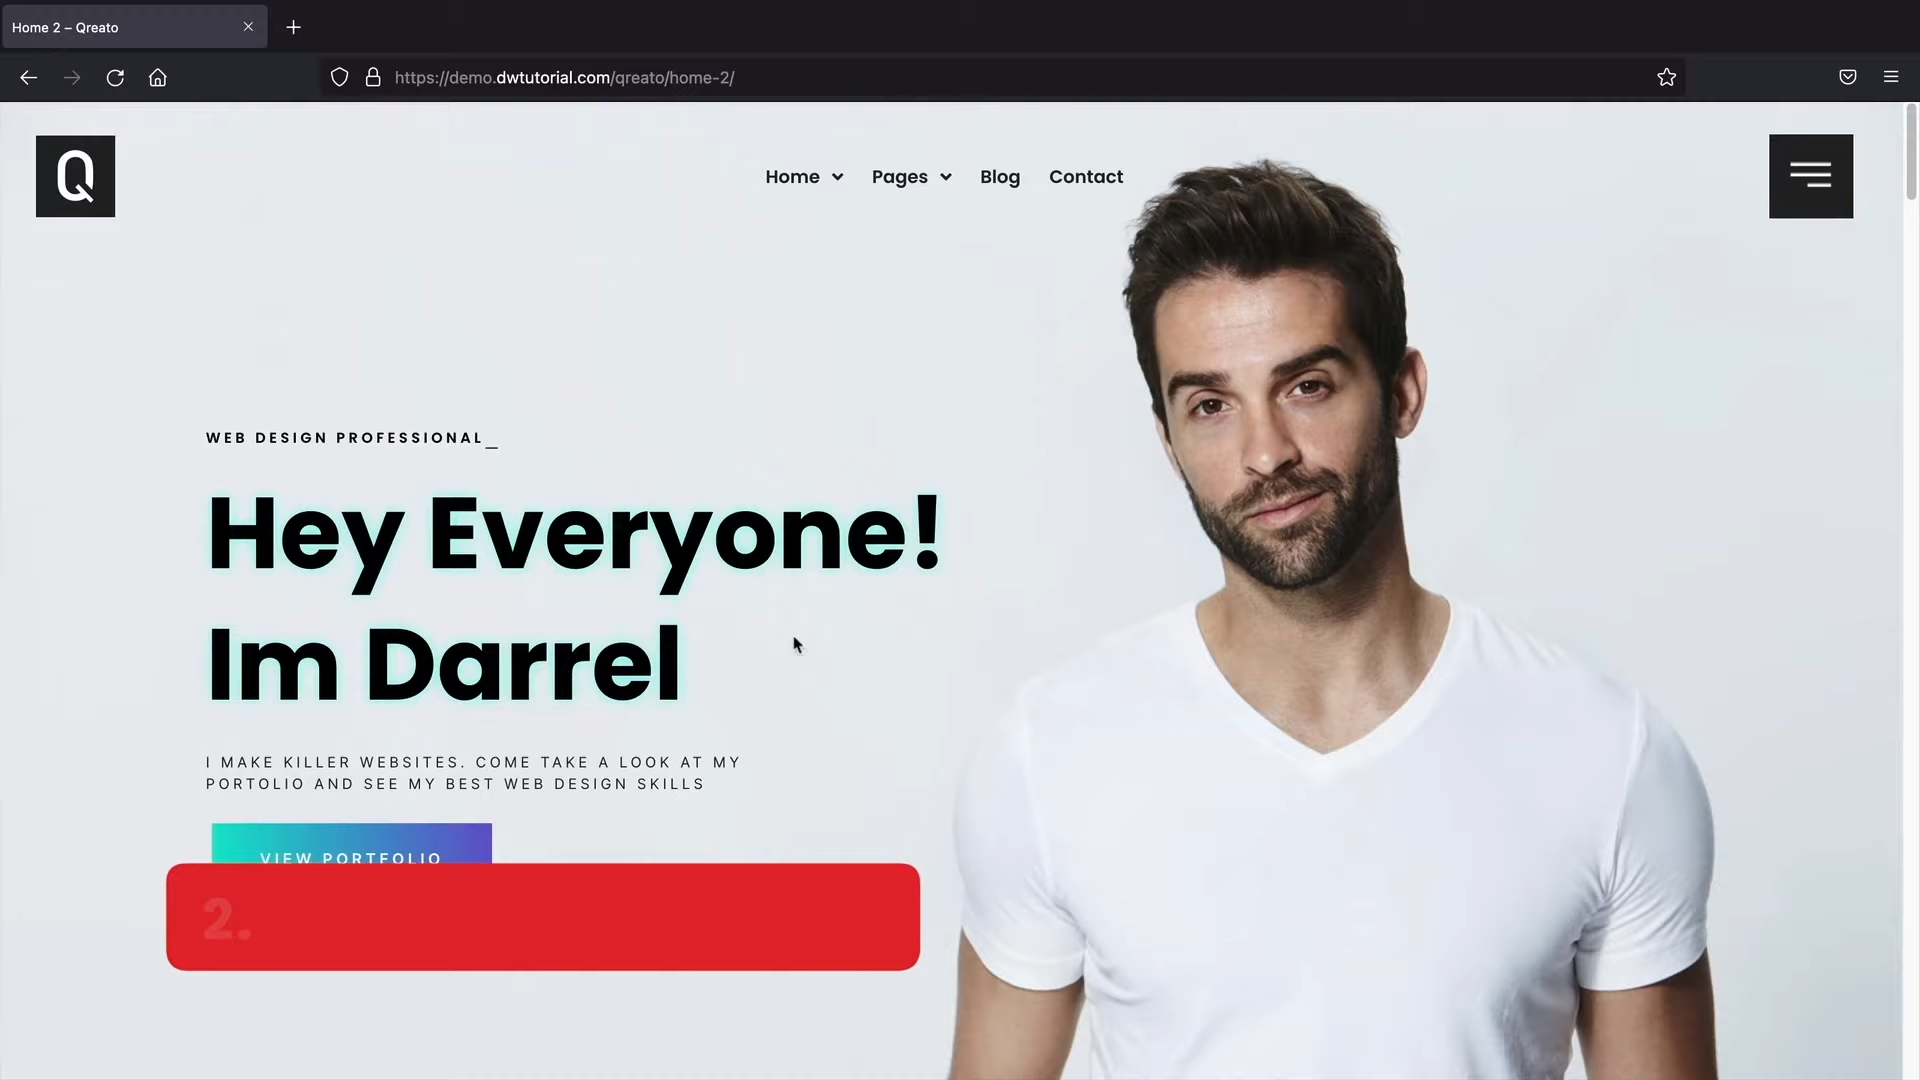 Home 2 – Qreato
https://demo.dwtutorial.com/qreato/home-2/
Q
Home Pages Blog Contact
WEB DESIGN PROFESSIONAL_
Hey Everyone!
Im Darrel
I MAKE KILLER WEBSITES. COME TAKE A LOOK AT MY
PORTOLIO AND SEE MY BEST WEB DESIGN SKILLS
VIEW PORTFOLIO
2.